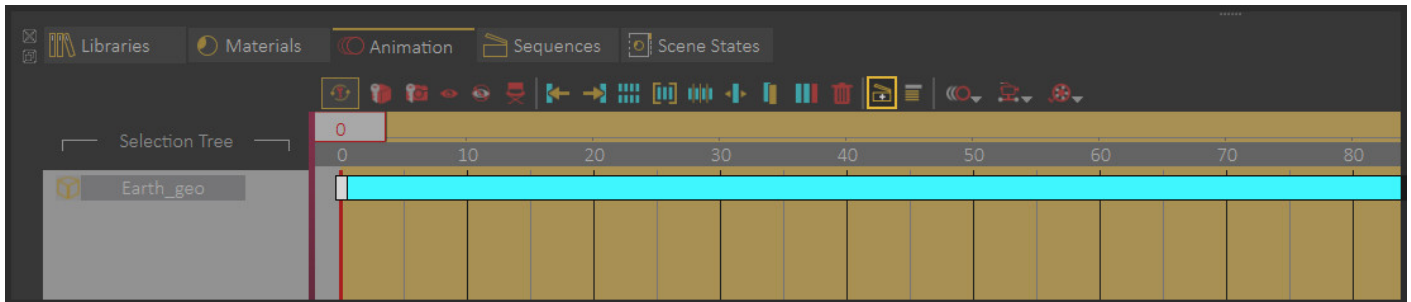 Libraries Materials Animation Sequences Scene States
0
Selection Tree
0 10 20 30 40 50 60 70 80
Earth_geo